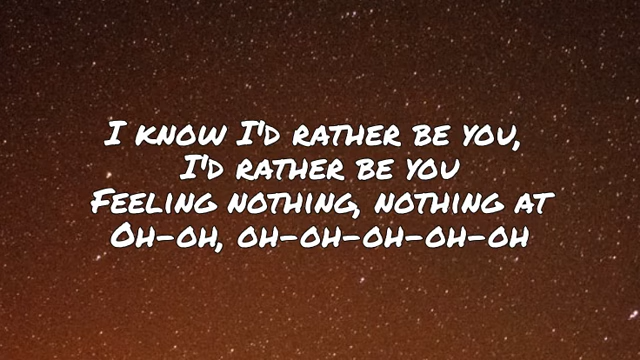 I know I'd rather be you,
I'd rather be you
Feeling nothing, nothing at
Oh-oh, oh-oh-oh-oh-oh